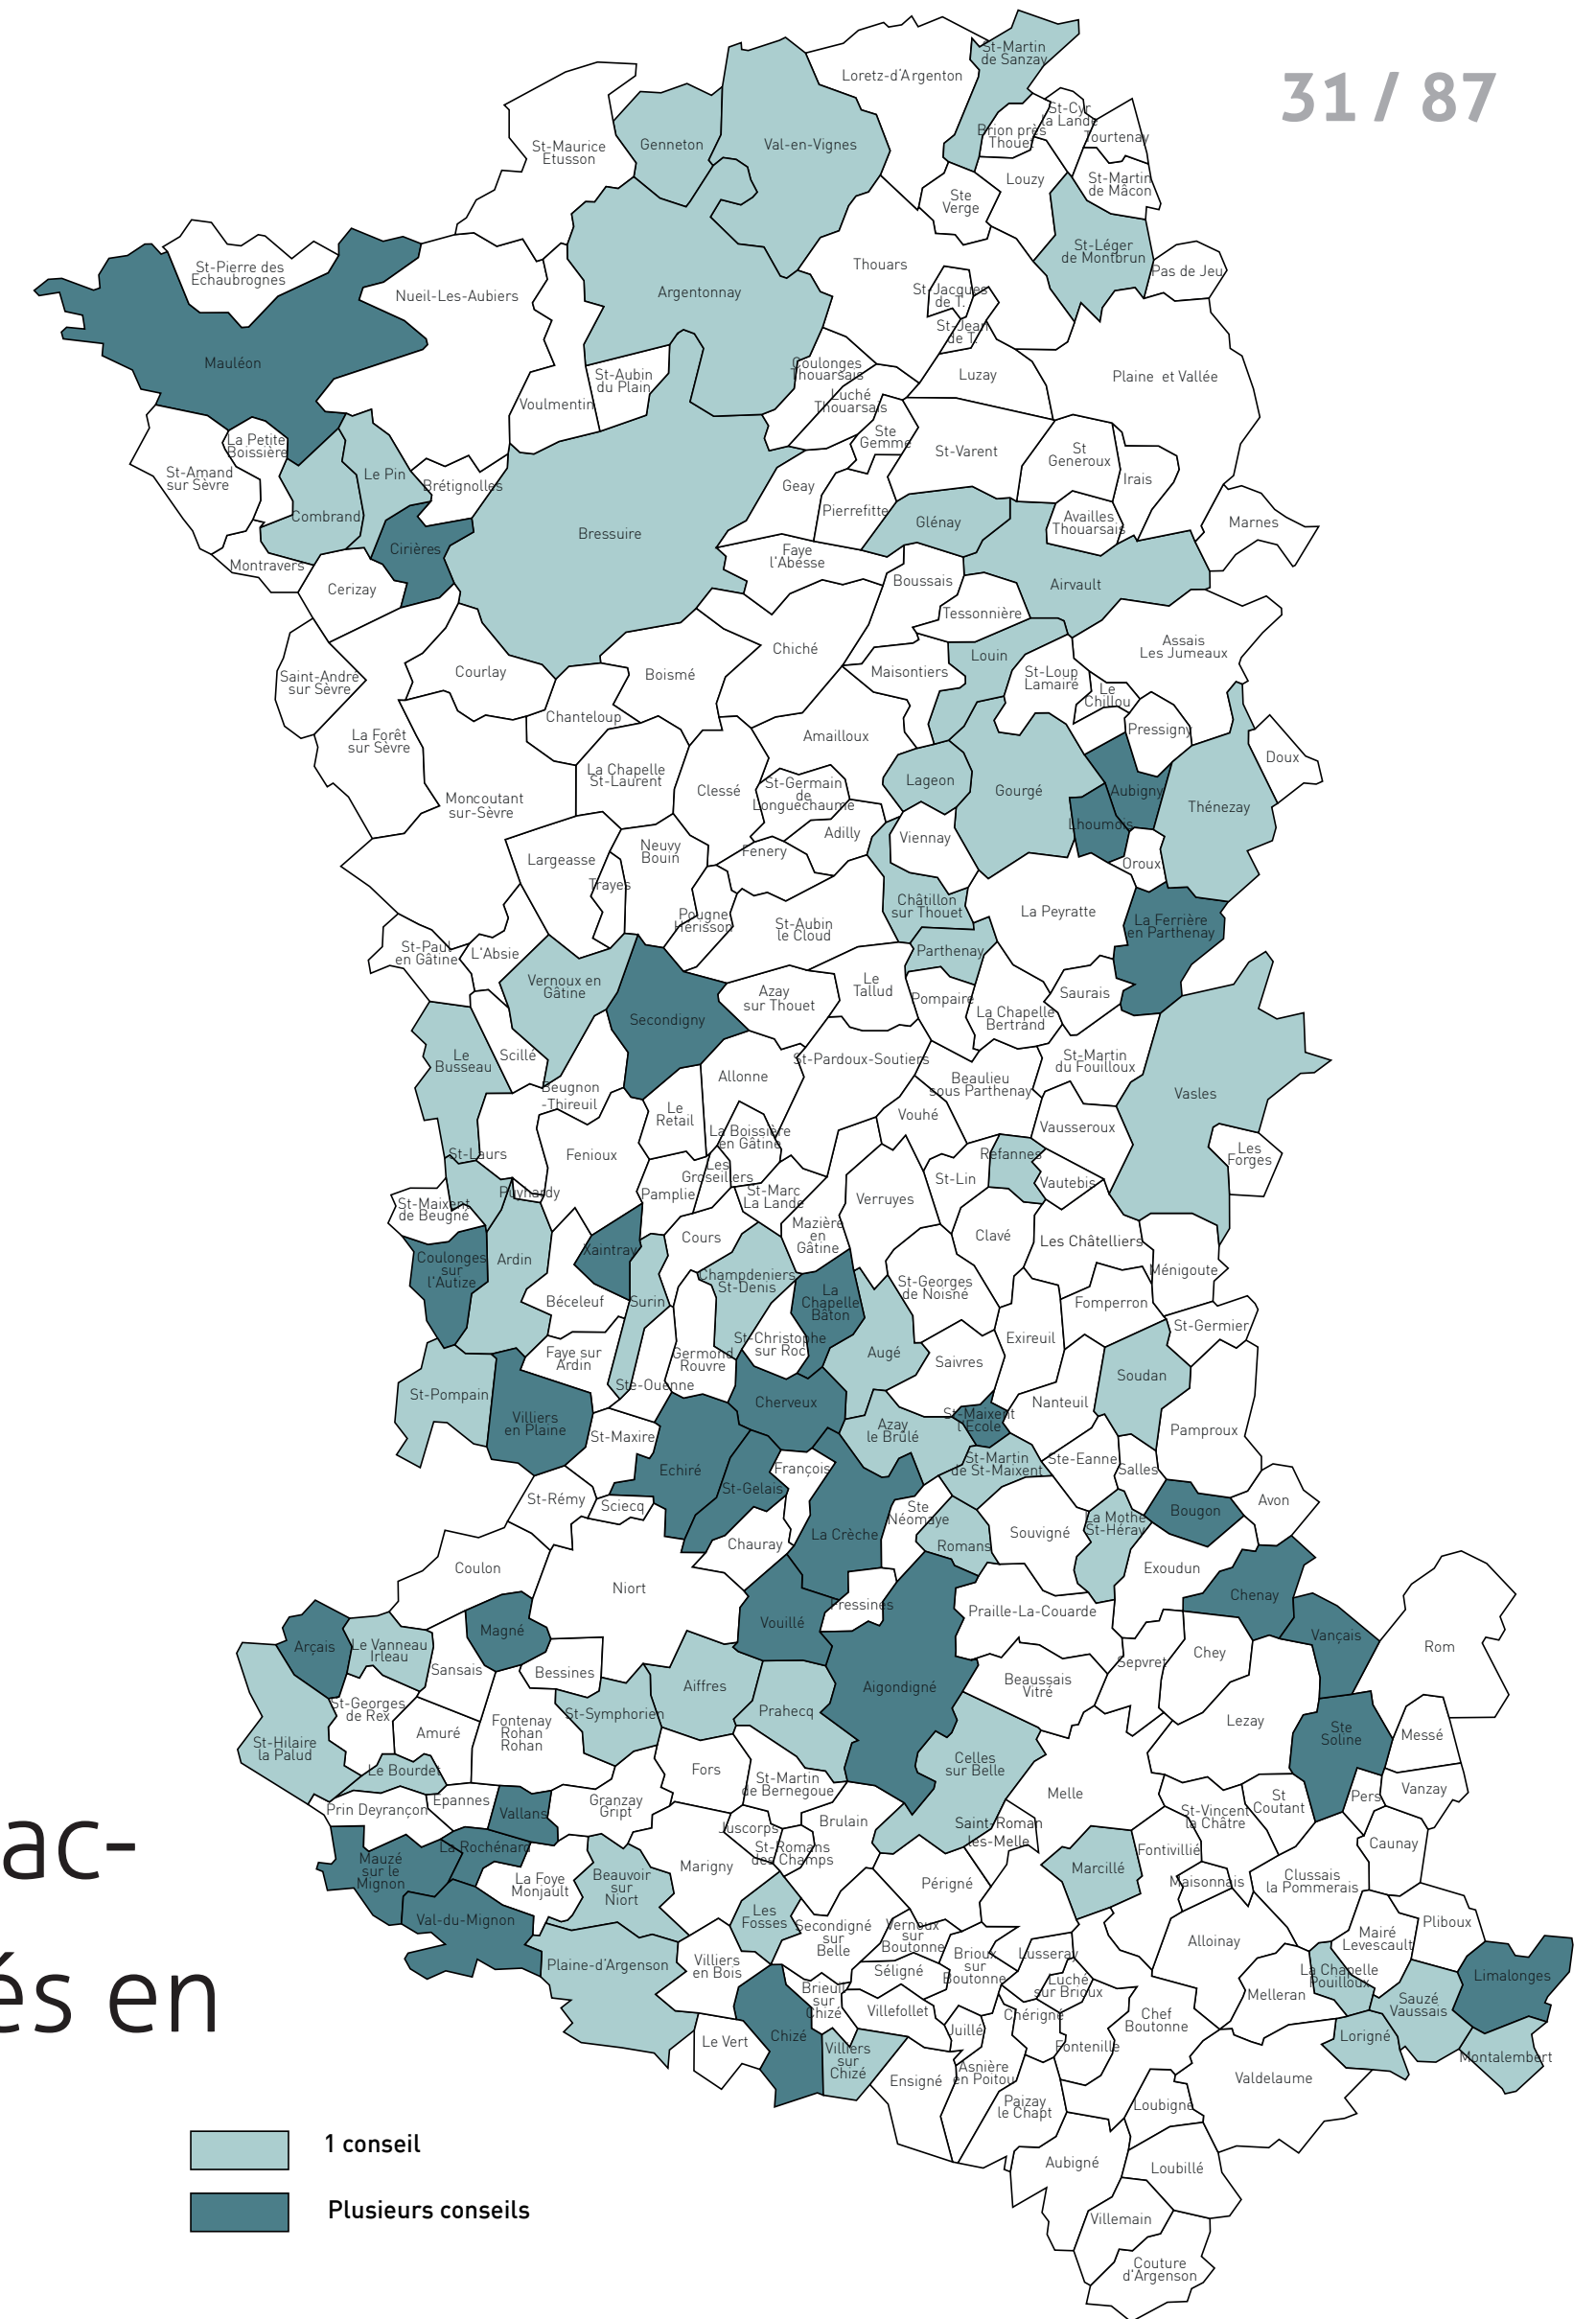 31 / 87
St-Martin
de Sanzay
Loretz-d'Argenton
St-Cyr
la Lande
Brion près
Thouet
Tourtenay
St-Maurice
Etusson
Genneton
Val-en-Vignes
Louzy
St-Martin
de Mâcon
Ste
Verge
St-Léger
de Montbrun
Pas de Jeu
St-Pierre des
Echaubrognes
Nueil-Les-Aubiers
Argentonnay
Thouars
St-Jacques
de T.
St-Jean
de T.
Mauléon
Voulmentin
St-Aubin
du Plain
Coulonges
Thouarsais
Luzay
Plaine et Vallée
Luché
Thouarsais
Ste
Gemme
La Petite
Boissière
St-Amand
sur Sèvre
Le Pin
Brétignolles
St-Varent
St
Generoux
Irais
Geay
Pierrefitte
Combrand
Glénay
Availles
Thouarsais
Marnes
Bressuire
Cirières
Faye
l'Abesse
Montravers
Cerizay
Boussais
Airvault
Tessonnière
Chiché
Assais
Les Jumeaux
Saint-André
sur Sèvre
Courlay
Boismé
Maisontiers
Louin
St-Loup
Lamairé
Le
Chillou
Chanteloup
La Forêt
sur Sèvre
Amailloux
Pressigny
Doux
La Chapelle
St-Laurent
Clessé
St-Germain
de
Longuechaume
Lageon
Gourgé
Aubigny
Thénezay
Moncoutant
sur-Sèvre
Lhoumois
Adilly
Viennay
Largeasse
Neuvy
Bouin
Fenery
Oroux
Trayes
Pougne
Hérisson
St-Aubin
le Cloud
Châtillon
sur Thouet
La Peyratte
La Ferrière
en Parthenay
St-Paul
en Gâtine
L'Absie
Parthenay
Vernoux en
Gâtine
Azay
sur Thouet
Le
Tallud
Pompaire
Saurais
La Chapelle
Bertrand
Secondigny
Le
Busseau
Scillé
St-Pardoux-Soutiers
St-Martin
du Fouilloux
Allonne
Beaulieu
sous Parthenay
Vasles
Beugnon
-Thireuil
Le
Retail
Vouhé
Vausseroux
La Boissière
en Gâtine
St-Laurs
Fenioux
Reffannes
Les
Forges
Les
Groseillers
Puyhardy
Pamplie
St-Marc
La Lande
Verruyes
St-Lin
Vautebis
St-Maixent
de Beugné
Cours
Mazière
en
Gâtine
Clavé
Les Châtelliers
Xaintray
Coulonges
sur
l'Autize
Ardin
Champdeniers
St-Denis
St-Georges
de Noisné
Ménigoute
Béceleuf
Surin
La
Chapelle
Bâton
Fomperron
St-Germier
Faye sur
Ardin
Germond
Rouvre
St-Christophe
sur Roc
Augé
Saivres
Exireuil
Soudan
Ste-Ouenne
St-Pompain
Villiers
en Plaine
Cherveux
Nanteuil
Pamproux
St-Maixent
l'Ecole
Azay
le Brûlé
St-Maxire
Echiré
François
St-Martin
de St-Maixent
Ste-Eanne
Salles
St-Gelais
St-Rémy
Sciecq
Ste
Néomaye
La Mothe
St-Héray
Bougon
Avon
La Crèche
Souvigné
Chauray
Romans
Coulon
Niort
Exoudun
Chenay
Fressines
Praille-La-Couarde
Vouillé
Magné
Arçais
Le Vanneau
Irleau
Vançais
Rom
Sansais
Bessines
Chey
Sepvret
Beaussais
Vitré
Aiffres
Aigondigné
St-Georges
de Rex
Prahecq
St-Symphorien
Amuré
Fontenay
Rohan
Rohan
Lezay
Ste
Soline
Messé
St-Hilaire
la Palud
Le Bourdet
Fors
Celles
sur Belle
St-Martin
de Bernegoue
Melle
Vanzay
Pers
Prin Deyrançon
Epannes
Vallans
Granzay
Gript
St
Coutant
St-Vincent
la Châtre
Brulain
Saint-Roman
les-Melle
Juscorps
La Rochénard
Caunay
St-Romans
des Champs
Fontivillié
Mauzé
sur le
Mignon
Marigny
Marcillé
Clussais
la Pommerais
La Foye
Monjault
Beauvoir
sur
Niort
Périgné
Maisonnais
Val-du-Mignon
Les
Fosses
Secondigné
sur
Belle
Vernoux
sur
Boutonne
Pliboux
Mairé
Levescault
Alloinay
Lusseray
Brioux
sur
Boutonne
Plaine-d'Argenson
Villiers
en Bois
Séligné
La Chapelle
Pouilloux
Limalonges
Luché
sur Brioux
Melleran
Brieuil
sur
Chizé
Sauzé
Vaussais
Villefollet
Chérigné
Chef
Boutonne
Juillé
Chizé
Le Vert
Lorigné
Villiers
sur
Chizé
Fontenille
Montalembert
Asnière
en Poitou
Ensigné
Valdelaume
Paizay
le Chapt
Loubigné
Aubigné
Loubillé
Villemain
Couture
d'Argenson
ac-
és en
1 conseil
Plusieurs conseils